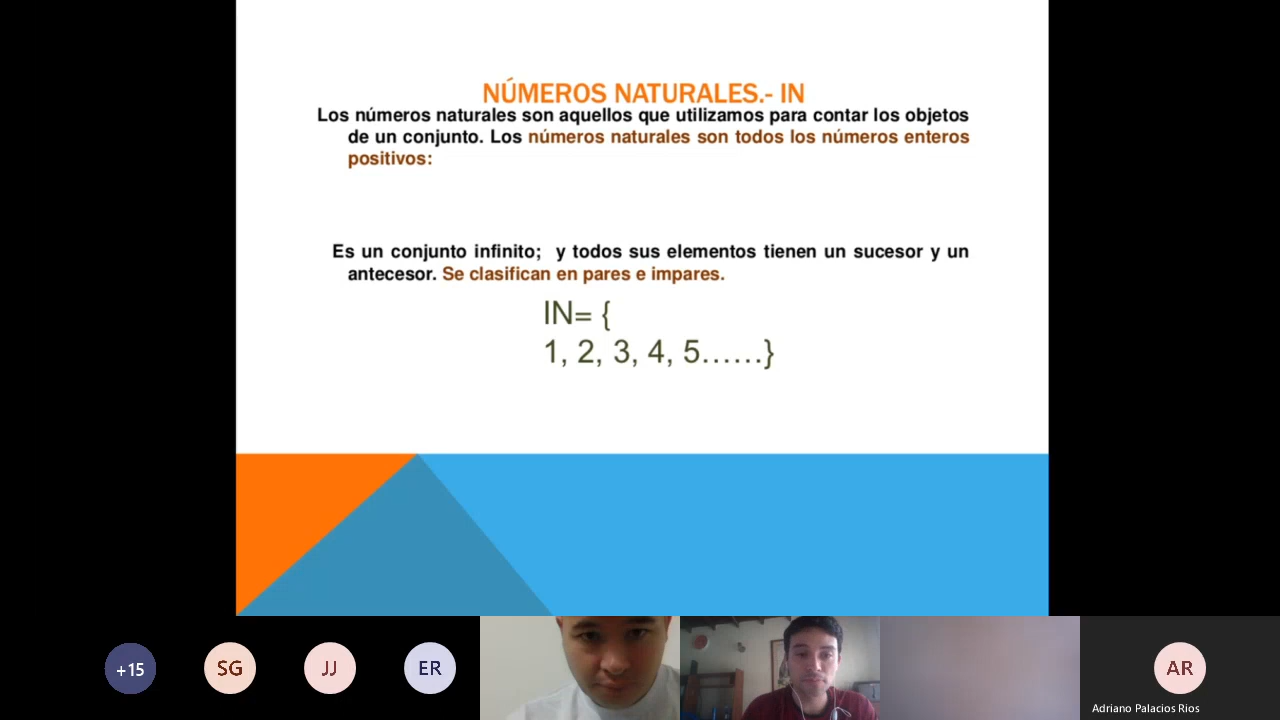 NÚMEROS NATURALES.- IN
Los números naturales son aquellos que utilizamos para contar los objetos
de un conjunto. Los números naturales son todos los números enteros
positivos:
Es un conjunto infinito; y todos sus elementos tienen un sucesor y un
antecesor. Se clasifican en pares e impares.
IN= {
1, 2, 3, 4, 5......}
+15
SG
JJ
ER
AR
Adriano Palacios Rios